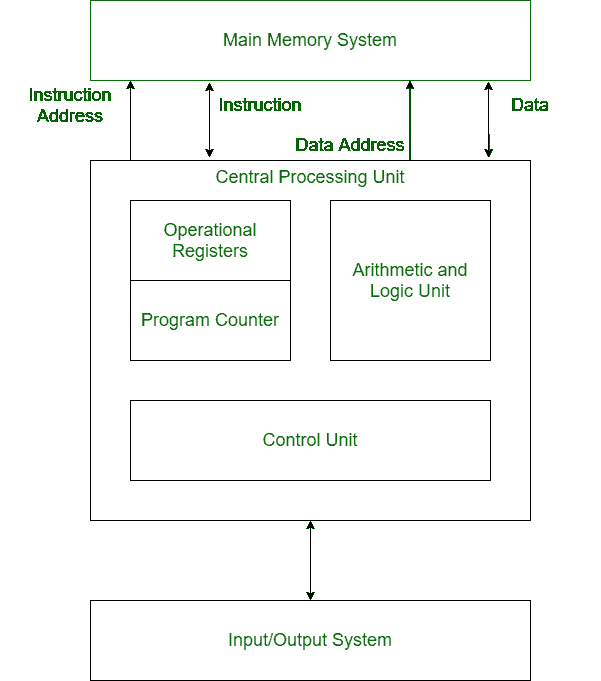 Main Memory System
Instruction
Address
Instruction
Data
Data Address
Central Processing Unit
Operational
Registers
Arithmetic and
Logic Unit
Program Counter
Control Unit
Input/Output System